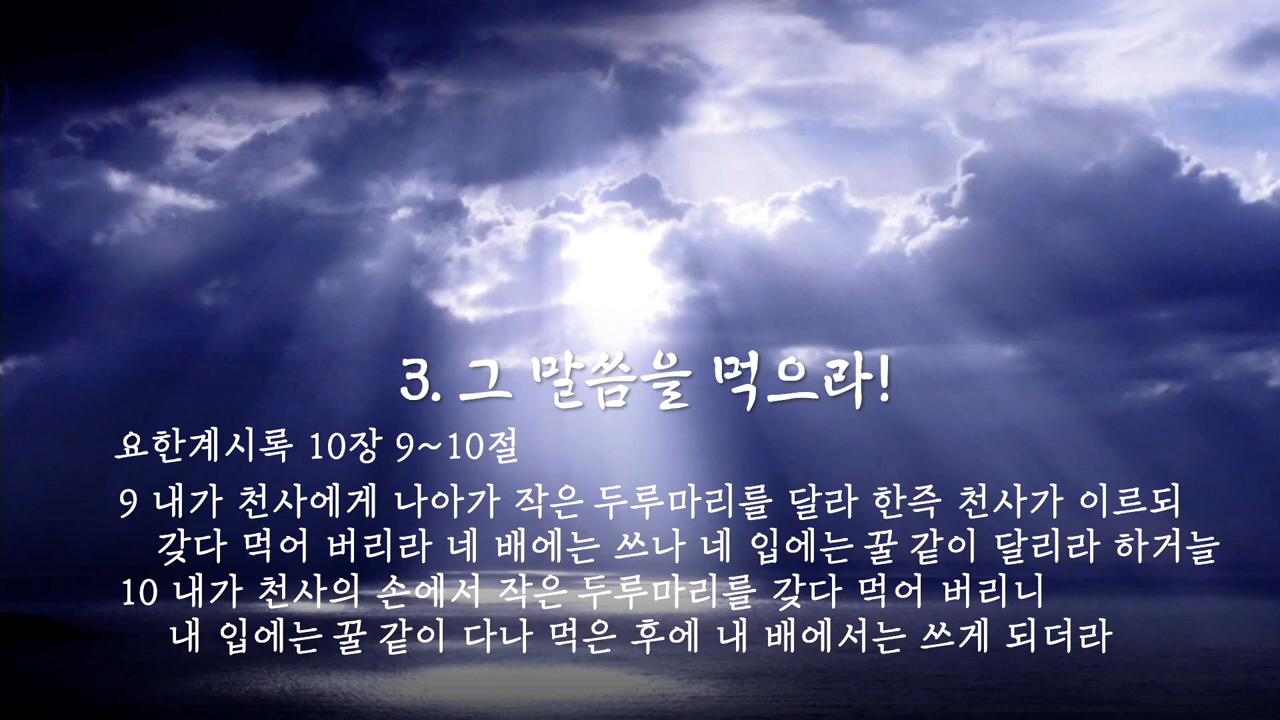 3. 그 말씀을 먹으라!
요한계시록 10장 9~10절
9 내가 천사에게 나아가 작은 두루마리를 달라 한즉 천사가 이르되
갖다 먹어 버리라 네 배에는 쓰나 네 입에는 꿀 같이 달리라 하거늘
10 내가 천사의 손에서 작은 두루마리를 갖다 먹어 버리니
내 입에는 꿀 같이 다나 먹은 후에 내 배에서는 쓰게 되더라